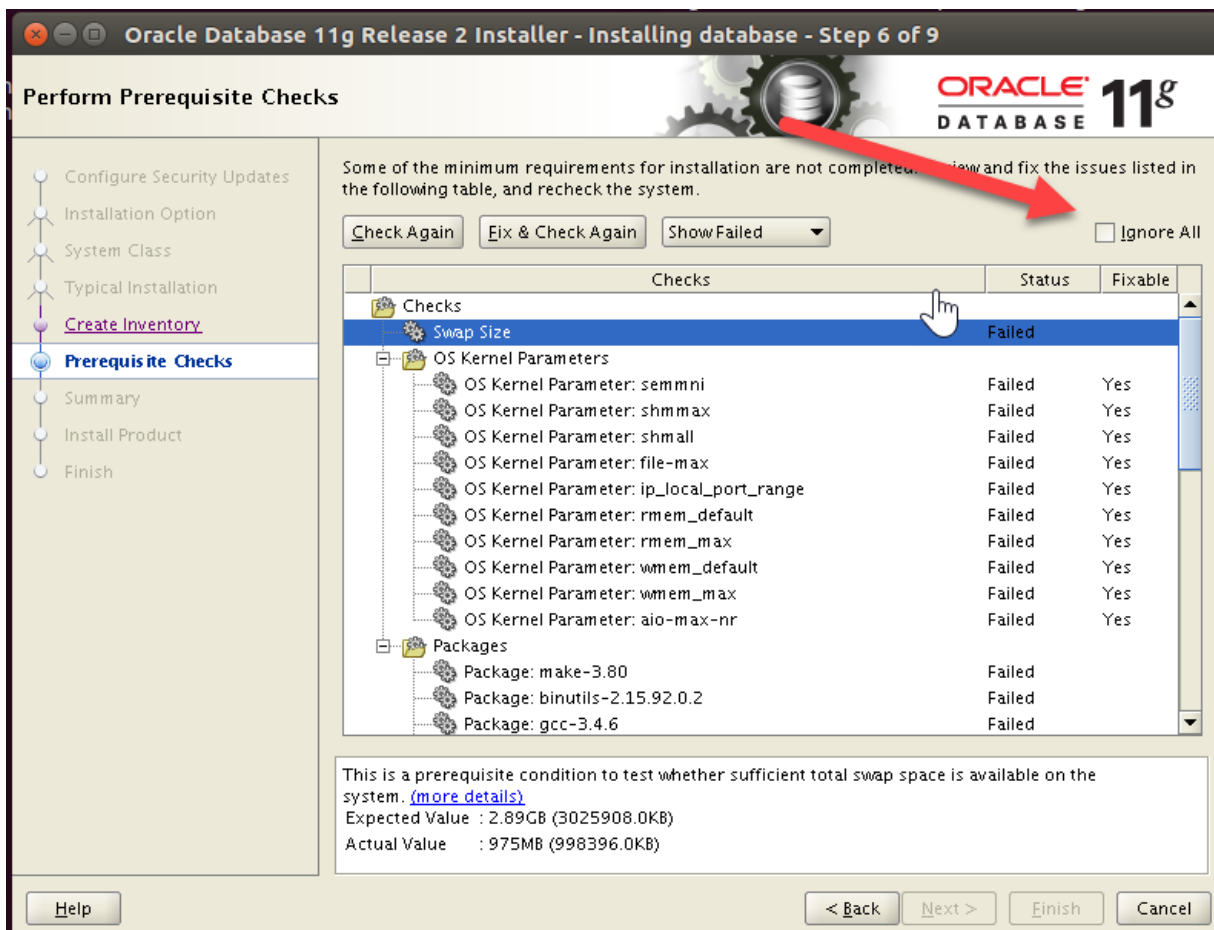 Oracle Database 11g Release 2 Installer - Installing database - Step 6 of 9
Perform Prerequisite Checks
ORACLE
DATABASE
11g
Configure Security Updates
Installation Option
System Class
Typical Installation
Create Inventory
Prerequisite Checks
Summary
Install Product
Finish
Some of the minimum requirements for installation are not completed. and fix the issues listed in
the following table, and recheck the system.
Check Again Fix & Check Again Show Failed Ignore All
Checks Status Fixable
Checks
Swap Size Failed
OS Kernel Parameters
OS Kernel Parameter: semmni Failed Yes
OS Kernel Parameter: shmmax Failed Yes
OS Kernel Parameter: shmall Failed Yes
OS Kernel Parameter: file-max Failed Yes
OS Kernel Parameter: ip_local_port_range Failed Yes
OS Kernel Parameter: rmem_default Failed Yes
OS Kernel Parameter: rmem_max Failed Yes
OS Kernel Parameter: wmem_default Failed Yes
OS Kernel Parameter: wmem_max Failed Yes
OS Kernel Parameter: aio-max-nr Failed Yes
Packages
Package: make-3.80 Failed
Package: binutils-2.15.92.0.2 Failed
Package: gcc-3.4.6 Failed
This is a prerequisite condition to test whether sufficient total swap space is available on the
system. (more details)
Expected Value : 2.89GB (3025908.0KB)
Actual Value : 975MB (998396.0KB)
Help < Back Next > Finish Cancel